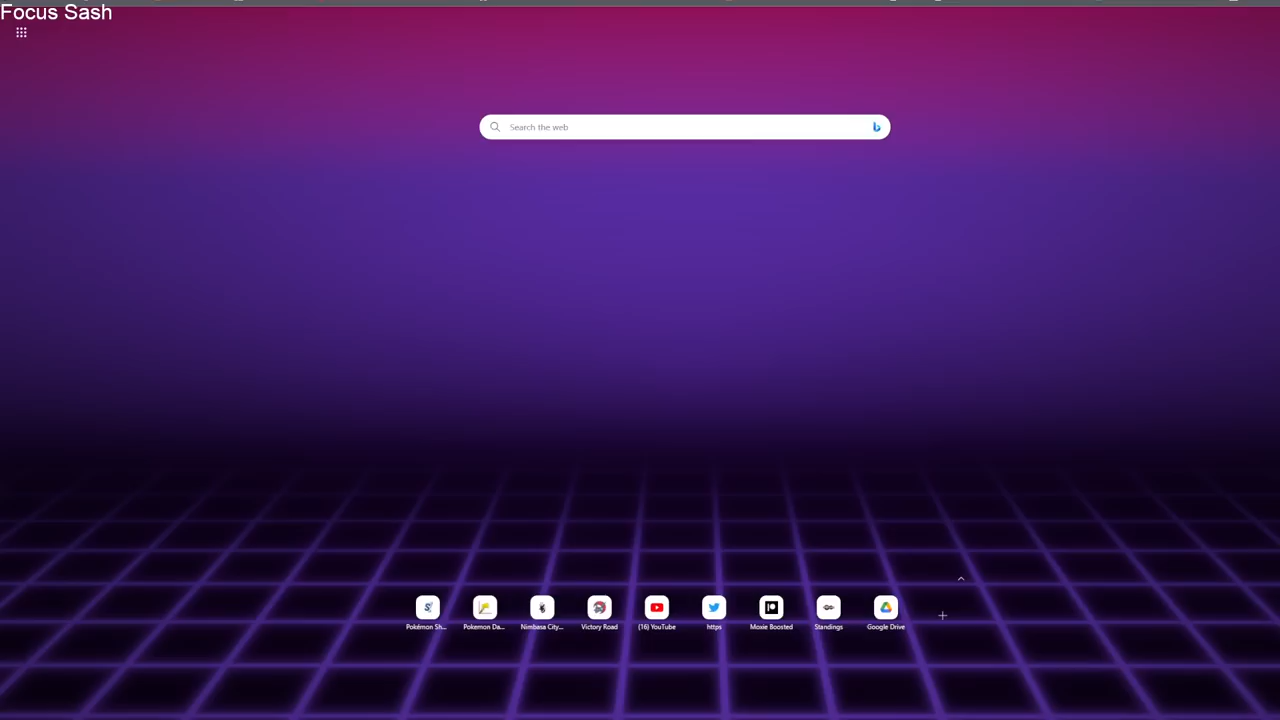 Focus Sash
Search the web
Pokémon Sh...
Pokemon Da...
Nimbasa City...
Victory Road
(16) YouTube
https
Moxie Boosted
Standings
Google Drive